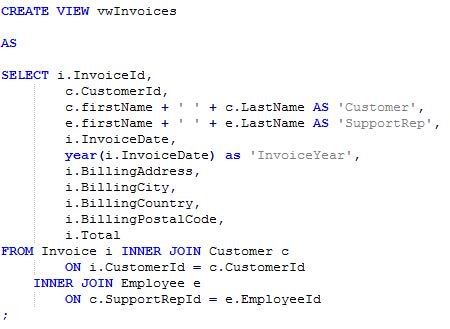 CREATE VIEW vwInvoices
AS
SELECT i.InvoiceId,
c.CustomerId,
c.firstName + ' ' + c.LastName AS 'Customer',
e.firstName + ' ' + e.LastName AS 'SupportRep',
i.InvoiceDate,
year(i.InvoiceDate) as 'InvoiceYear',
i.BillingAddress,
i.BillingCity,
i.BillingCountry,
i.BillingPostalCode,
i.Total
FROM Invoice i INNER JOIN Customer c
ON i.CustomerId = c.CustomerId
INNER JOIN Employee e
ON c.SupportRepId = e.EmployeeId
;